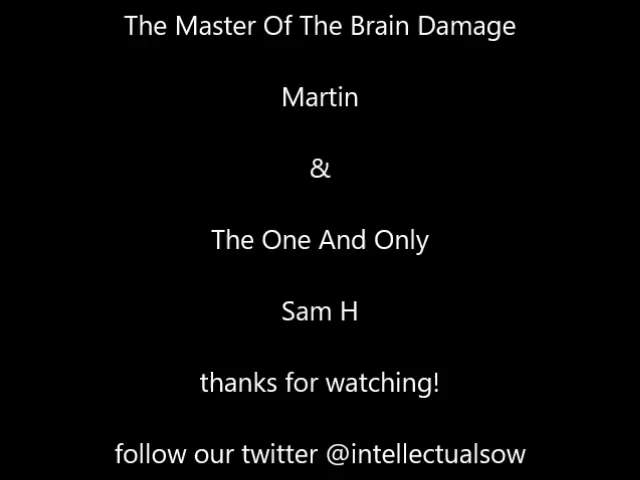 The Master Of The Brain Damage
Martin
&
The One And Only
Sam H
thanks for watching!
follow our twitter @intellectualsow